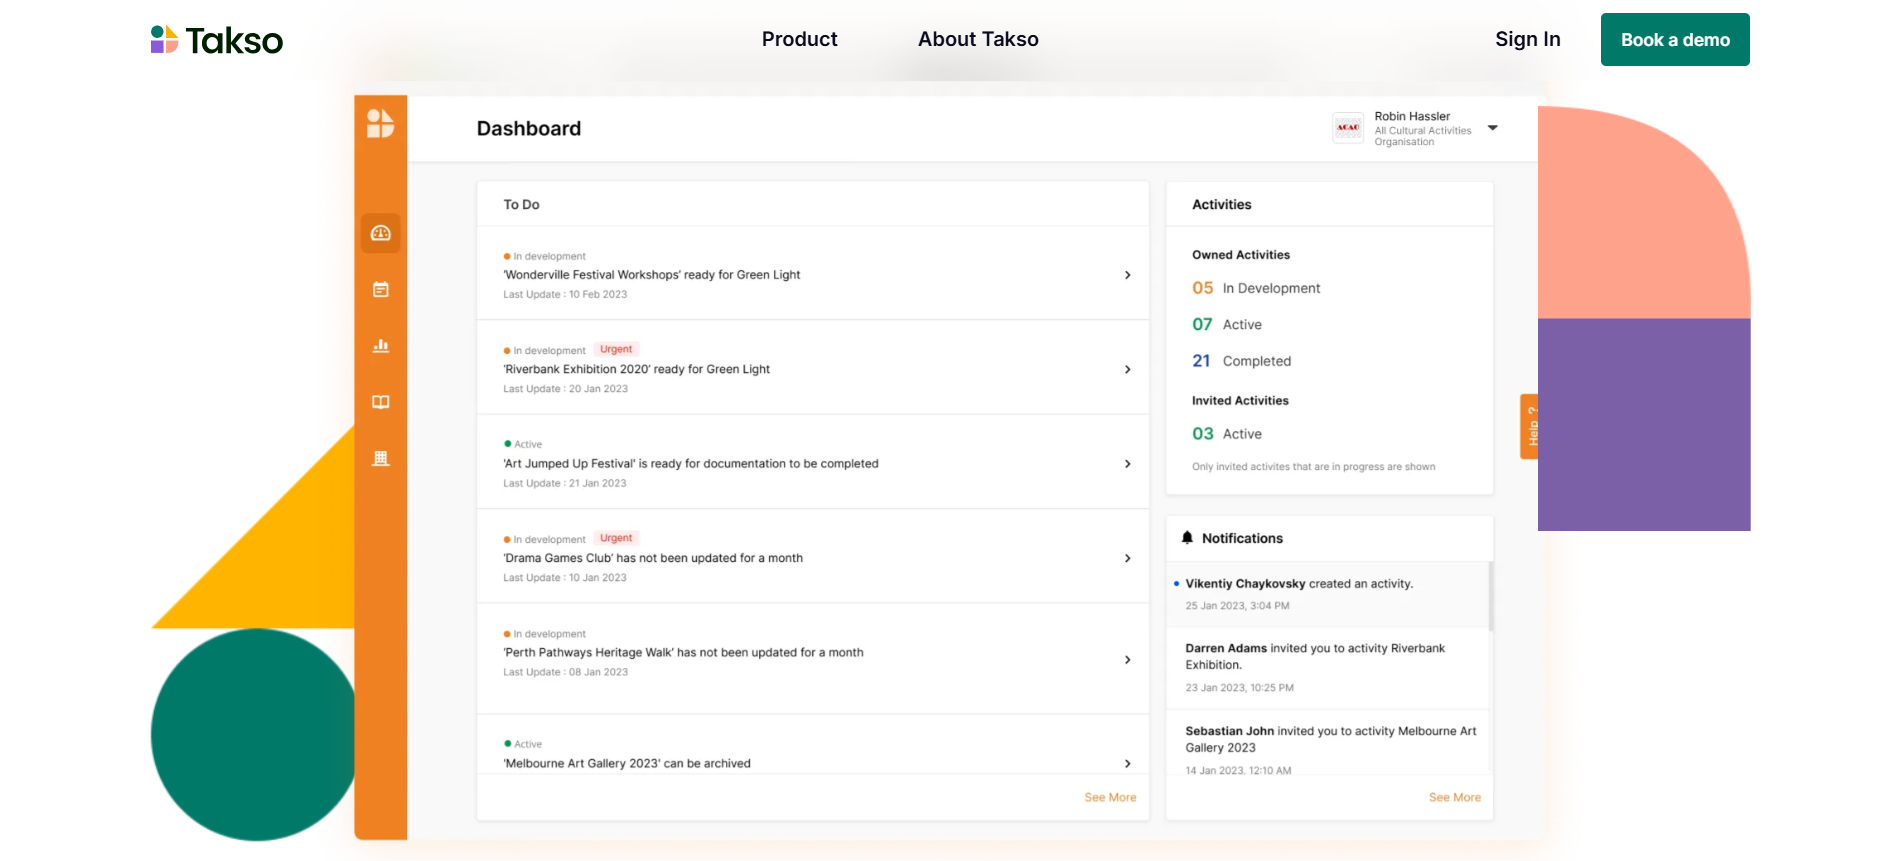 Takso
Product
About Takso
Sign In
Book a demo
Dashboard
ACAO
Robin Hassler
All Cultural Activities
Organisation
To Do
In development
'Wonderville Festival Workshops' ready for Green Light
Last Update : 10 Feb 2023
In development Urgent
'Riverbank Exhibition 2020' ready for Green Light
Last Update : 20 Jan 2023
Active
'Art Jumped Up Festival' is ready for documentation to be completed
Last Update : 21 Jan 2023
In development Urgent
'Drama Games Club' has not been updated for a month
Last Update : 10 Jan 2023
In development
'Perth Pathways Heritage Walk' has not been updated for a month
Last Update : 08 Jan 2023
Active
'Melbourne Art Gallery 2023' can be archived
See More
Activities
Owned Activities
05 In Development
07 Active
21 Completed
Invited Activities
03 Active
Only invited activites that are in progress are shown
Help ?
Notifications
Vikentiy Chaykovsky created an activity.
25 Jan 2023, 3:04 PM
Darren Adams invited you to activity Riverbank
Exhibition.
23 Jan 2023, 10:25 PM
Sebastian John invited you to activity Melbourne Art
Gallery 2023
14 Jan 2023, 12:10 AM
See More